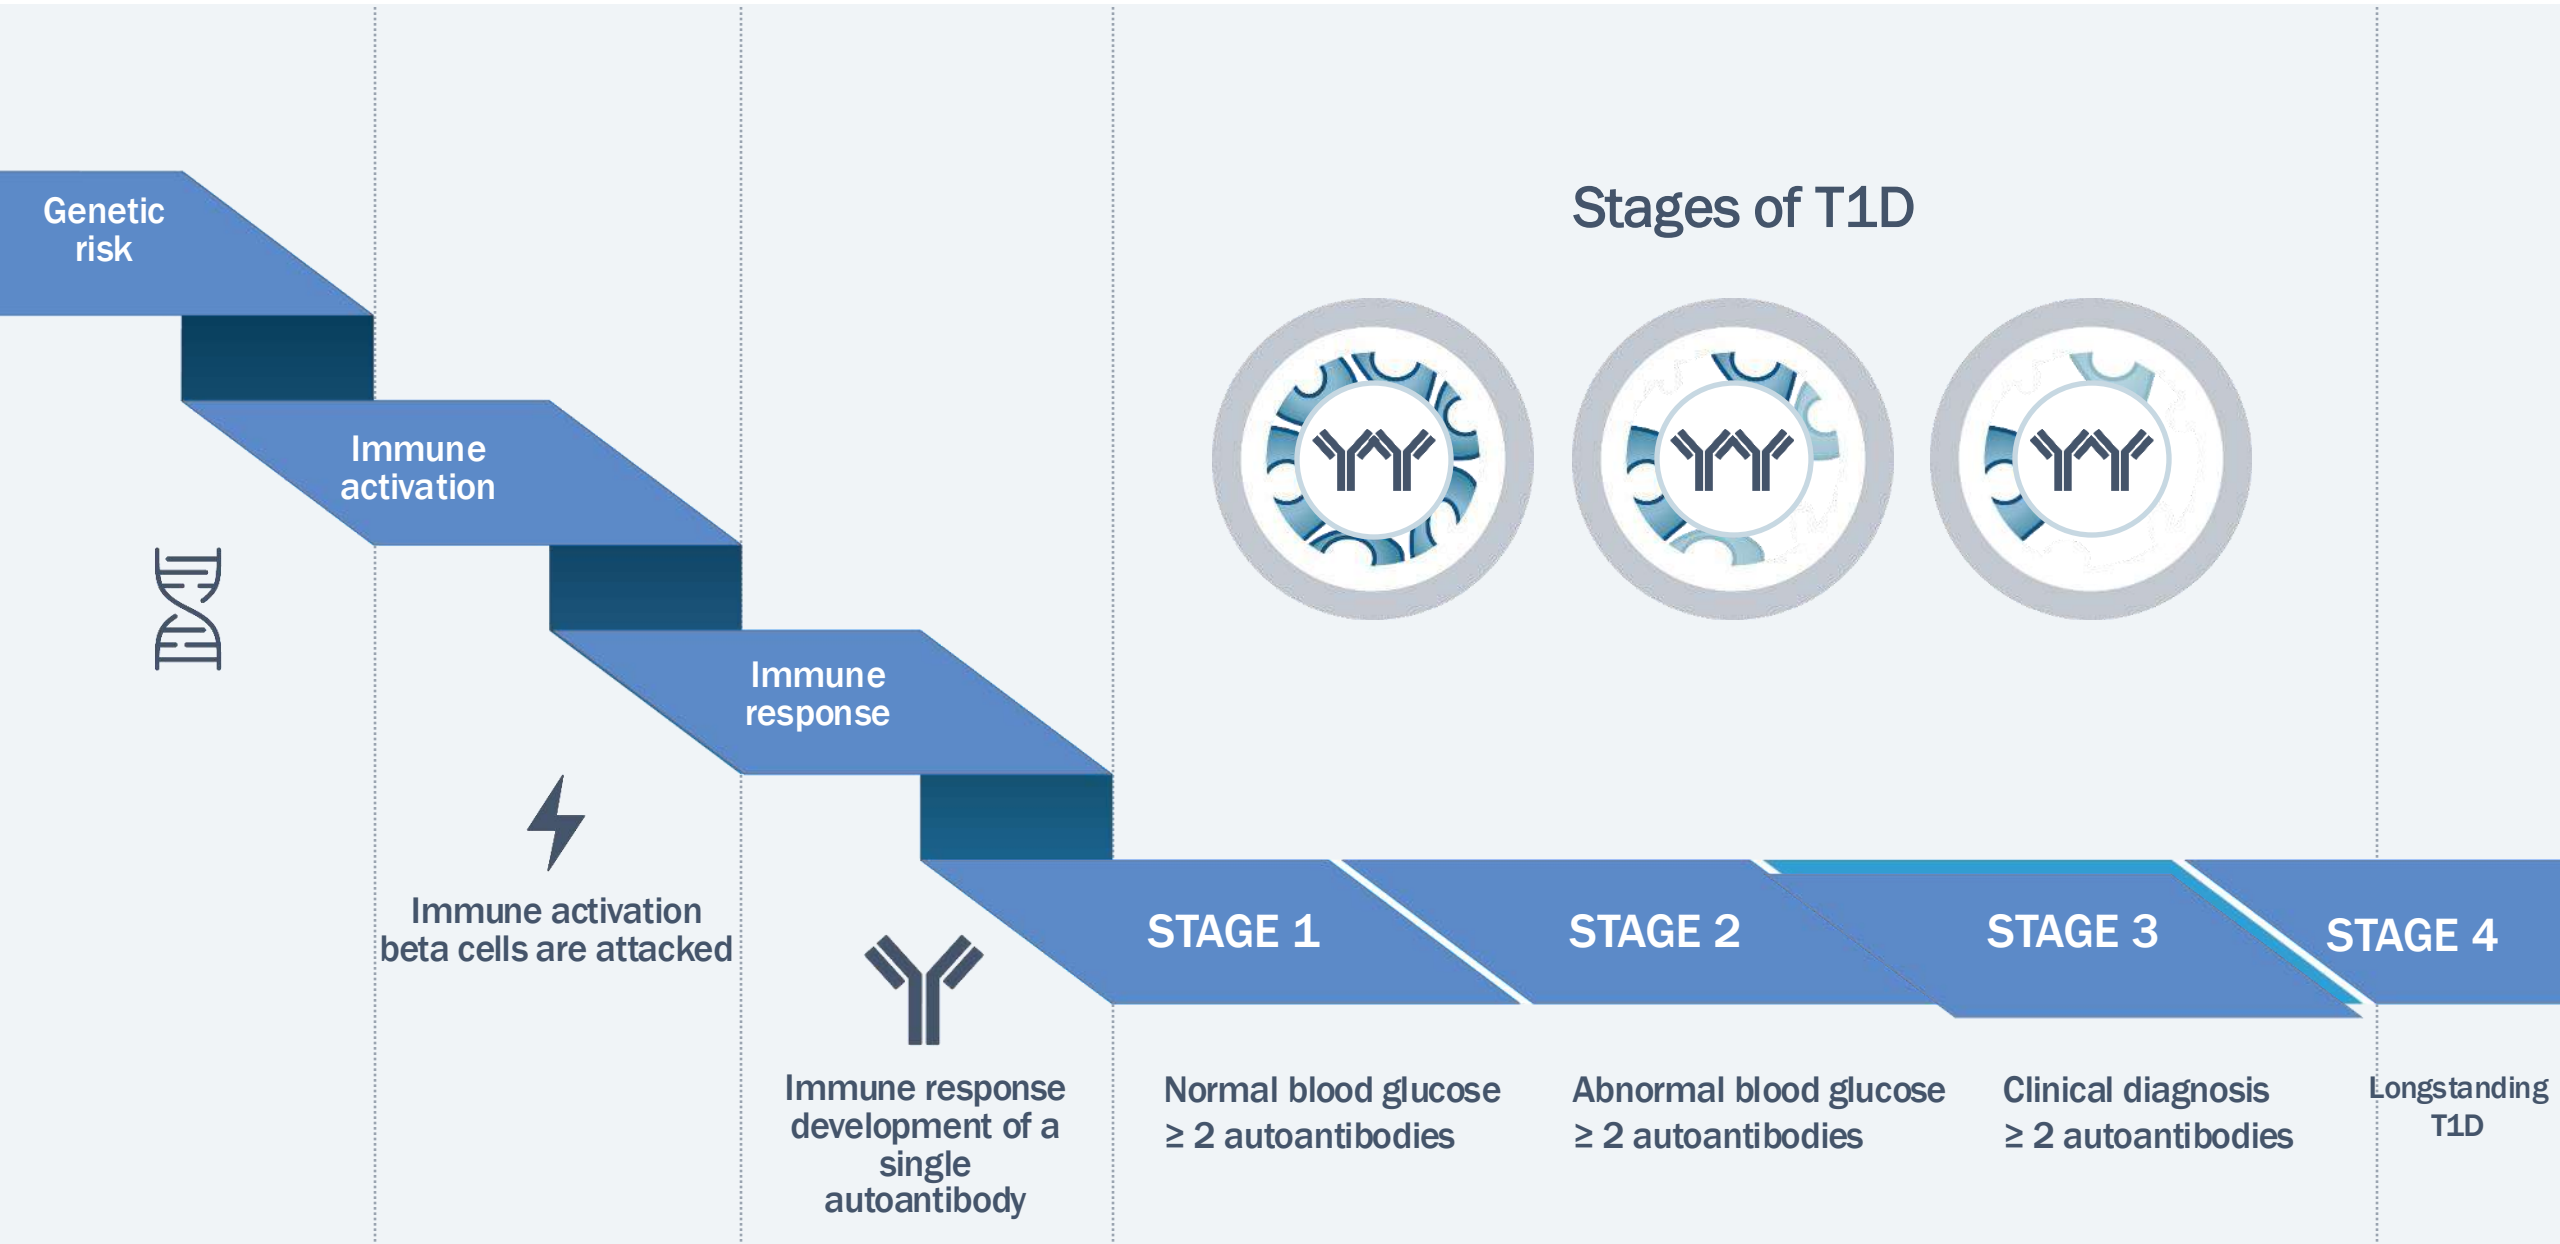 Genetic
risk
Immune
activation
Immune
response
Immune activation
beta cells are attacked
Immune response
development of a
single
autoantibody
Stages of T1D
STAGE 1
STAGE 2
STAGE 3
STAGE 4
Normal blood glucose
≥ 2 autoantibodies
Abnormal blood glucose
≥ 2 autoantibodies
Clinical diagnosis
≥ 2 autoantibodies
Longstanding
T1D